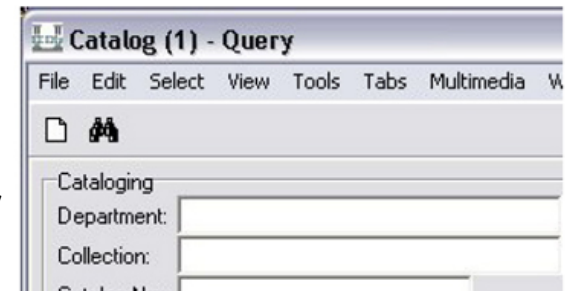 Catalog (1) - Query
File Edit Select View Tools Tabs Multimedia W
Cataloging
Department:
Collection: